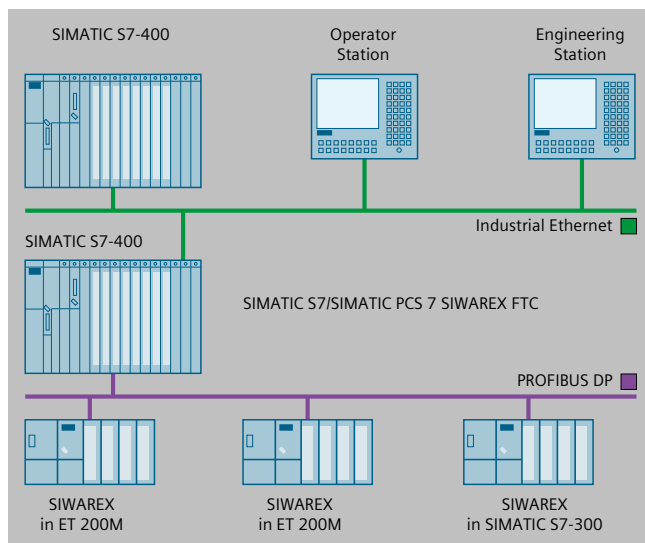 SIMATIC S7-400
Operator
Station
Engineering
Station
Industrial Ethernet
SIMATIC S7-400
SIMATIC S7/SIMATIC PCS 7 SIWAREX FTC
PROFIBUS DP
SIWAREX
in ET 200M
SIWAREX
in ET 200M
SIWAREX
in SIMATIC S7-300